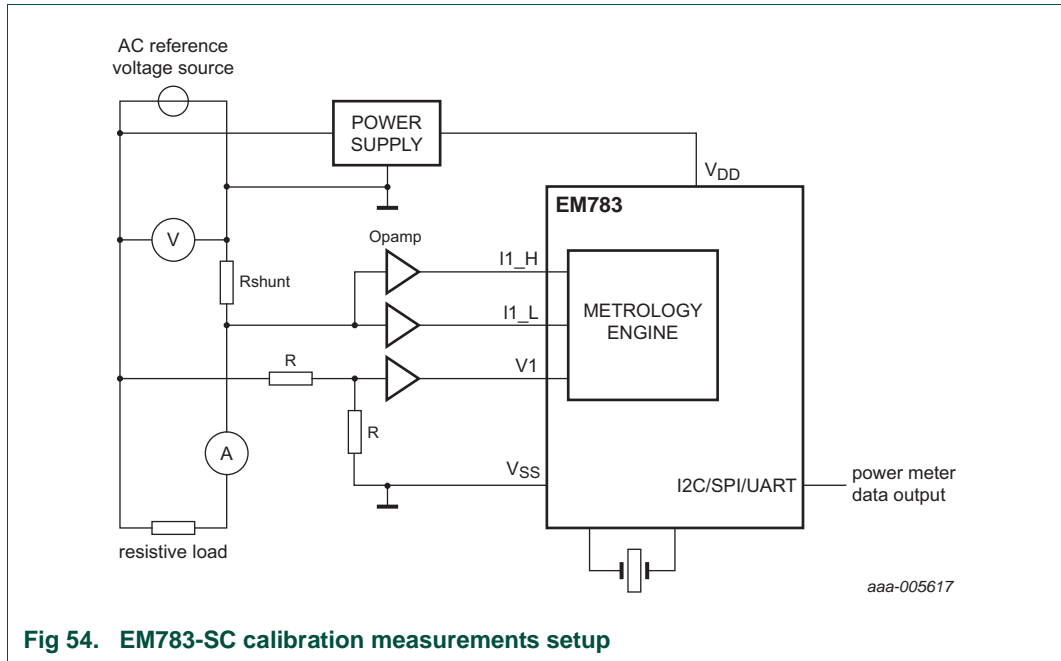 AC reference
voltage source
POWER
SUPPLY
VDD
EM783
V
Opamp
I1_H
Rshunt
METROLOGY
ENGINE
I1_L
R
V1
R
A
VSS
I2C/SPI/UART
power meter
data output
resistive load
aaa-005617
Fig 54. EM783-SC calibration measurements setup